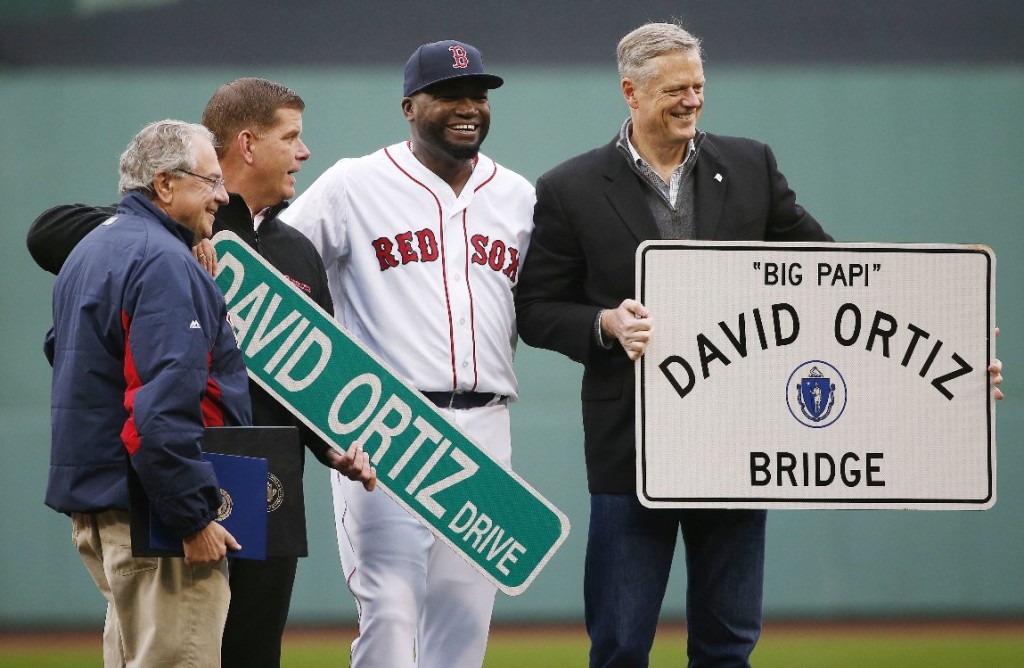 B
RED SOX
DAVID ORTIZ DRIVE
"BIG PAPI"
DAVID ORTIZ
BRIDGE